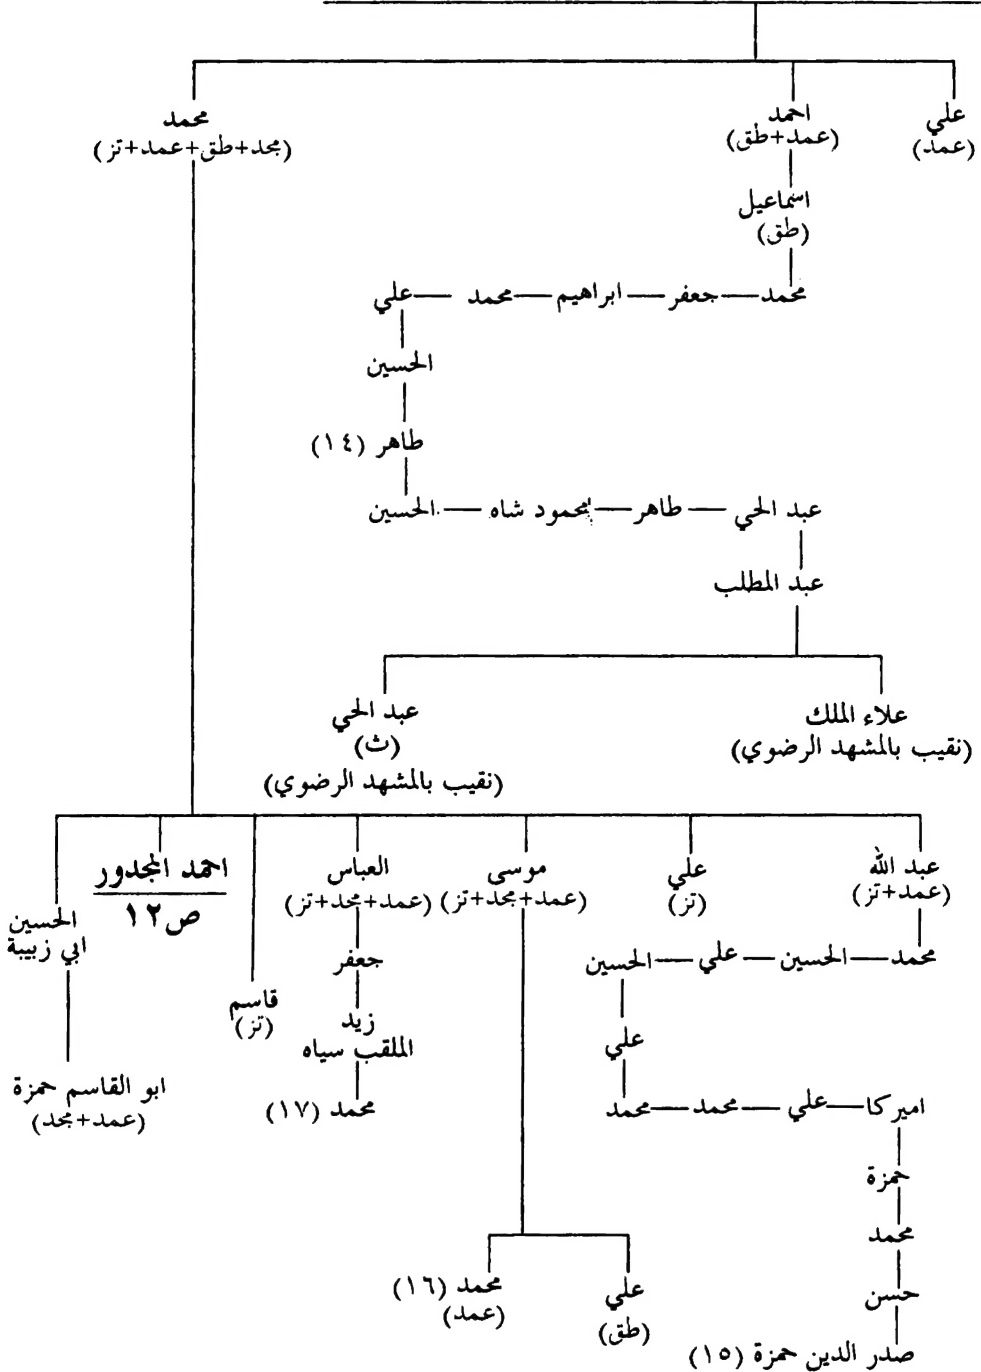 علي احمد محمد
(عمد) (عمد+طق) (مجد+طق+عمد+تز)
اسماعيل
(طق)
محمد — جعفر — ابراهيم — محمد — علي
الحسين
طاهر (١٤)
عبد الحي — طاهر — محمود شاه — الحسين
عبد المطلب
علاء الملك عبد الحي
(ث)
(نقيب بالمشهد الرضوي) (نقيب بالمشهد الرضوي)
عبد الله علي موسى العباس احمد المجدور
(عمد+تز) (تز) (عمد+مجد+تز) (عمد+مجد+تز) ص١٢
الحسين
ابي زبيبة
محمد — الحسين — علي — الحسين جعفر
قاسم
(تز)
زيد
علي الملقب سياه
ابو القاسم حمزة
(عمد+مجد)
اميركا — علي — محمد — محمد محمد (١٧)
حمزة
محمد
حسن علي محمد (١٦)
(طق) (عمد)
صدر الدين حمزة (١٥)